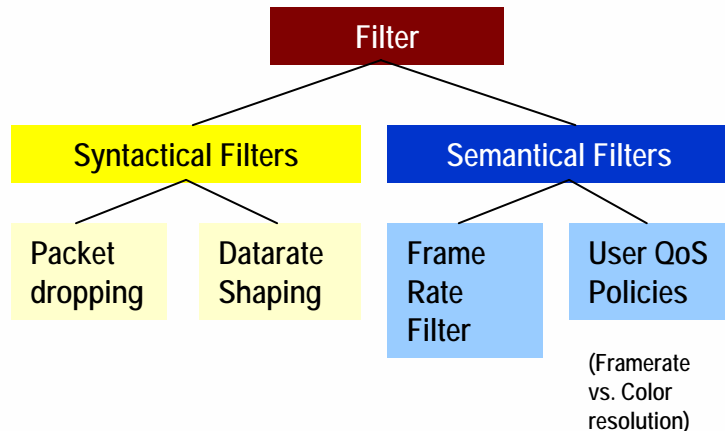 Filter
Syntactical Filters
Semantical Filters
Packet
dropping
Datarate
Shaping
Frame
Rate
Filter
User QoS
Policies
(Framerate
vs. Color
resolution)